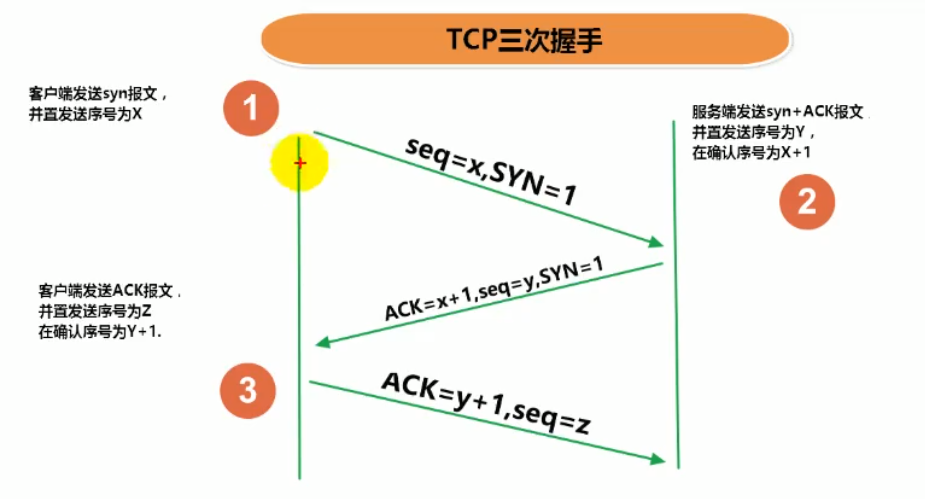 TCP三次握手
客户端发送syn报文，
并置发送序号为X
1
服务端发送syn+ACK报文
并置发送序号为Y，
在确认序号为X+1
2
seq=x,SYN=1
ACK=x+1,seq=y,SYN=1
客户端发送ACK报文，
并置发送序号为Z
在确认序号为Y+1.
3
ACK=y+1,seq=z